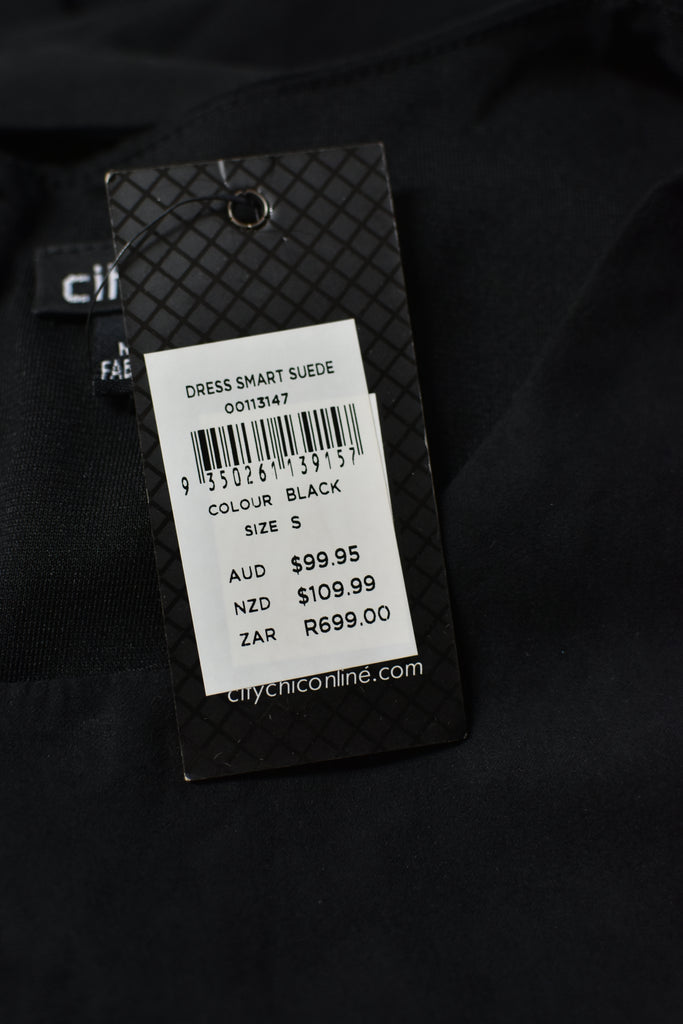 DRESS SMART SUEDE
00113147
9 350261 139157
COLOUR BLACK
SIZE S
AUD $99.95
NZD $109.99
ZAR R699.00
citychiconline.com